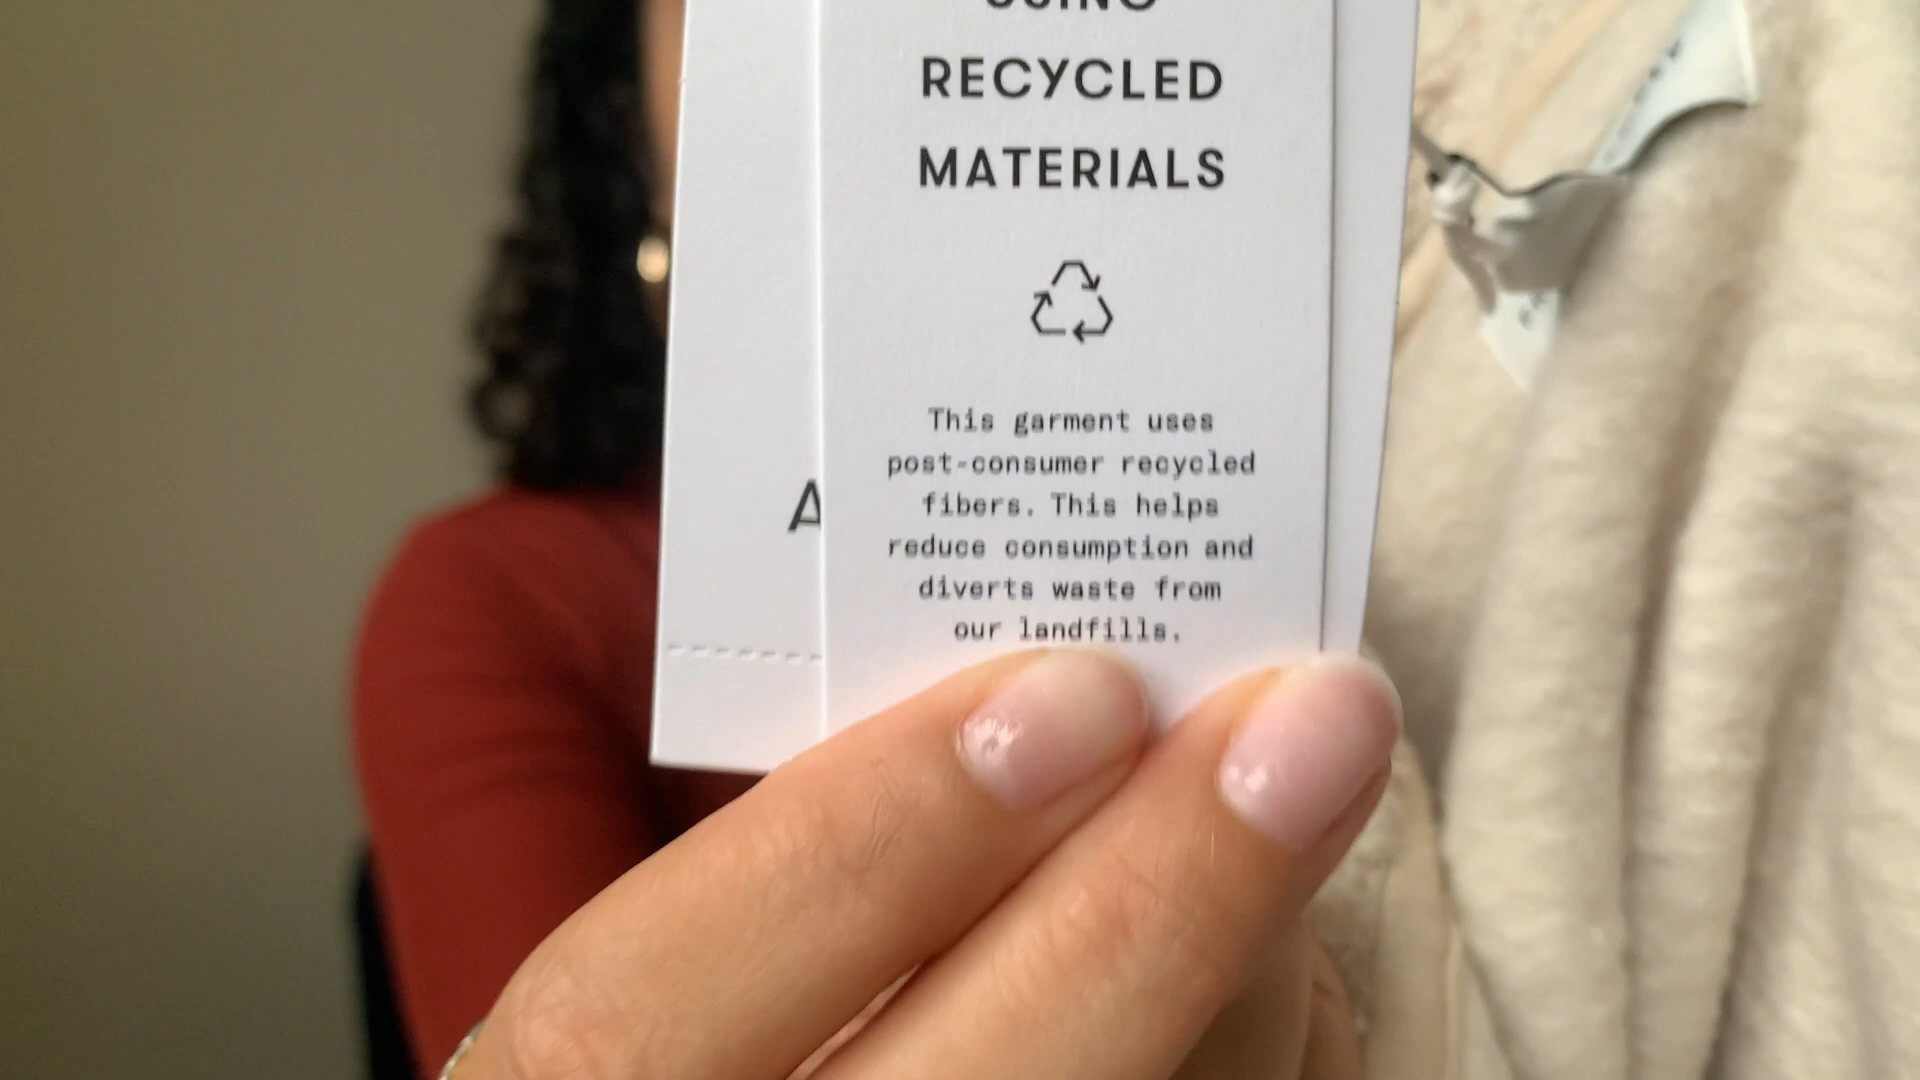 USING
RECYCLED
MATERIALS
A
This garment uses
post-consumer recycled
fibers. This helps
reduce consumption and
diverts waste from
our landfills.